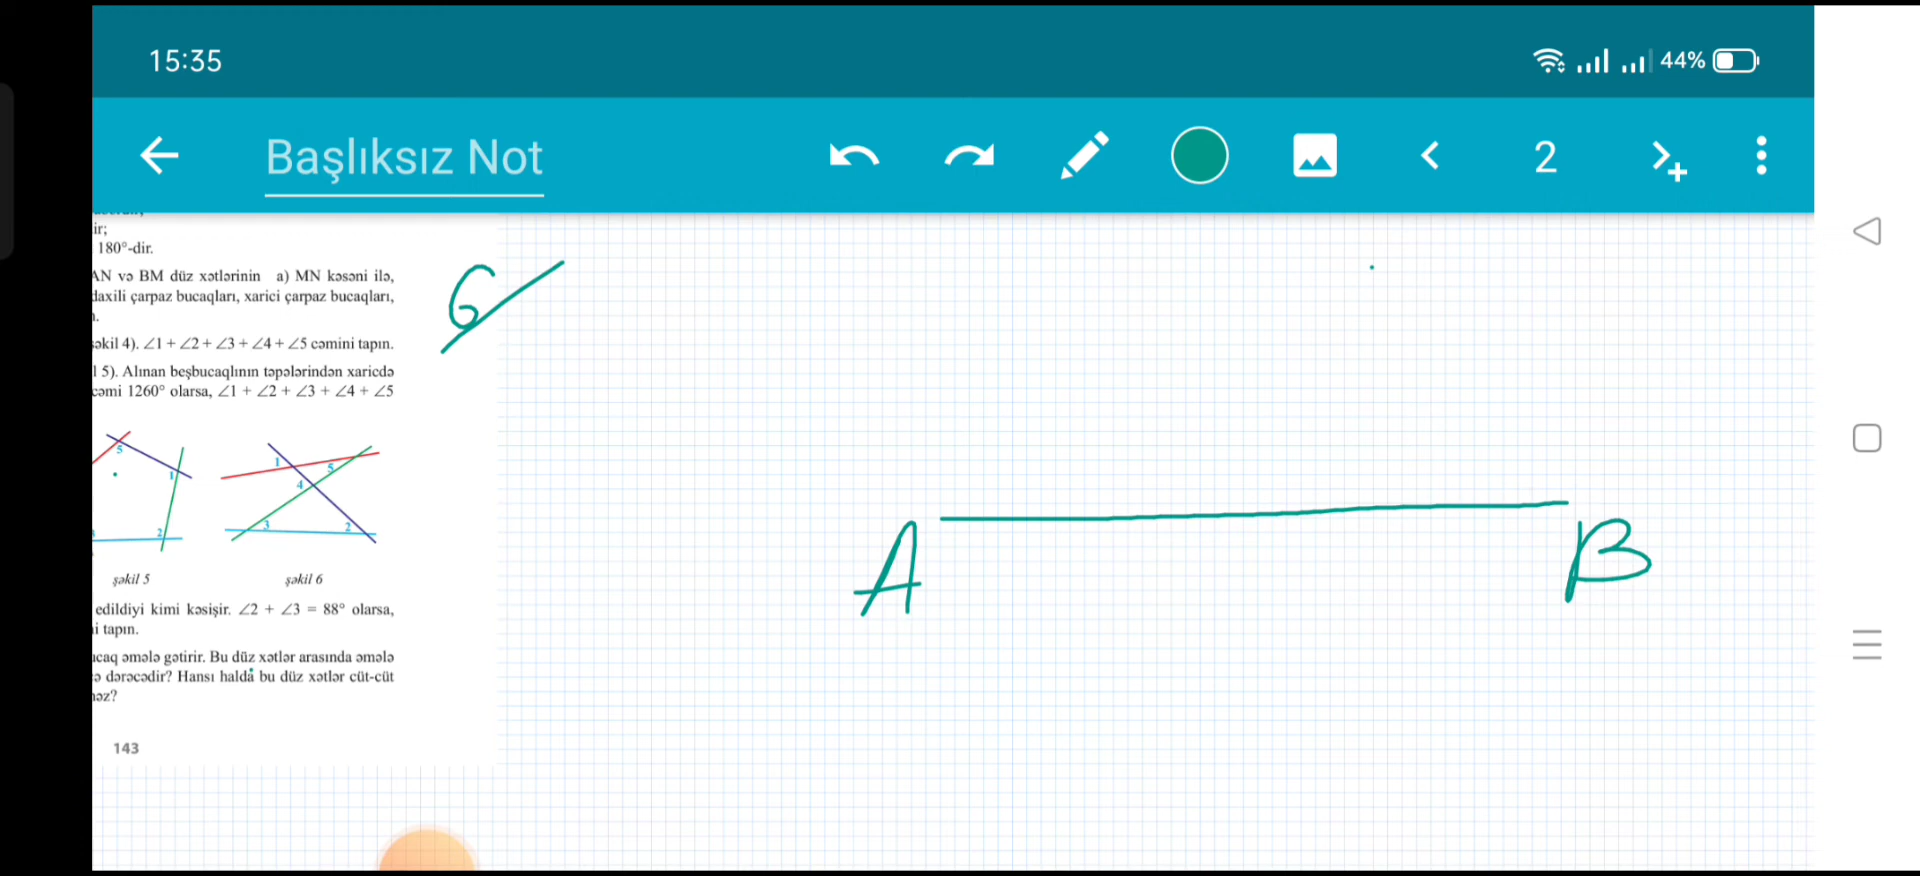 15:35
44%
Başlıksız Not
2
ir;
180°-dir.
AN və BM düz xətlərinin a) MN kəsəni ilə,
daxili çarpaz bucaqları, xarici çarpaz bucaqları,
şəkil 4). ∠1 + ∠2 + ∠3 + ∠4 + ∠5 cəmini tapın.
l 5). Alınan beşbucaqlının təpələrindən xaricdə
cəmi 1260° olarsa, ∠1 + ∠2 + ∠3 + ∠4 + ∠5
5
1
2
1
5
4
3
2
şəkil 5
şəkil 6
edildiyi kimi kəsişir. ∠2 + ∠3 = 88° olarsa,
i tapın.
ucaq əmələ gətirir. Bu düz xətlər arasında əmələ
ə dərəcədir? Hansı halda bu düz xətlər cüt-cüt
məz?
143
6
A
B